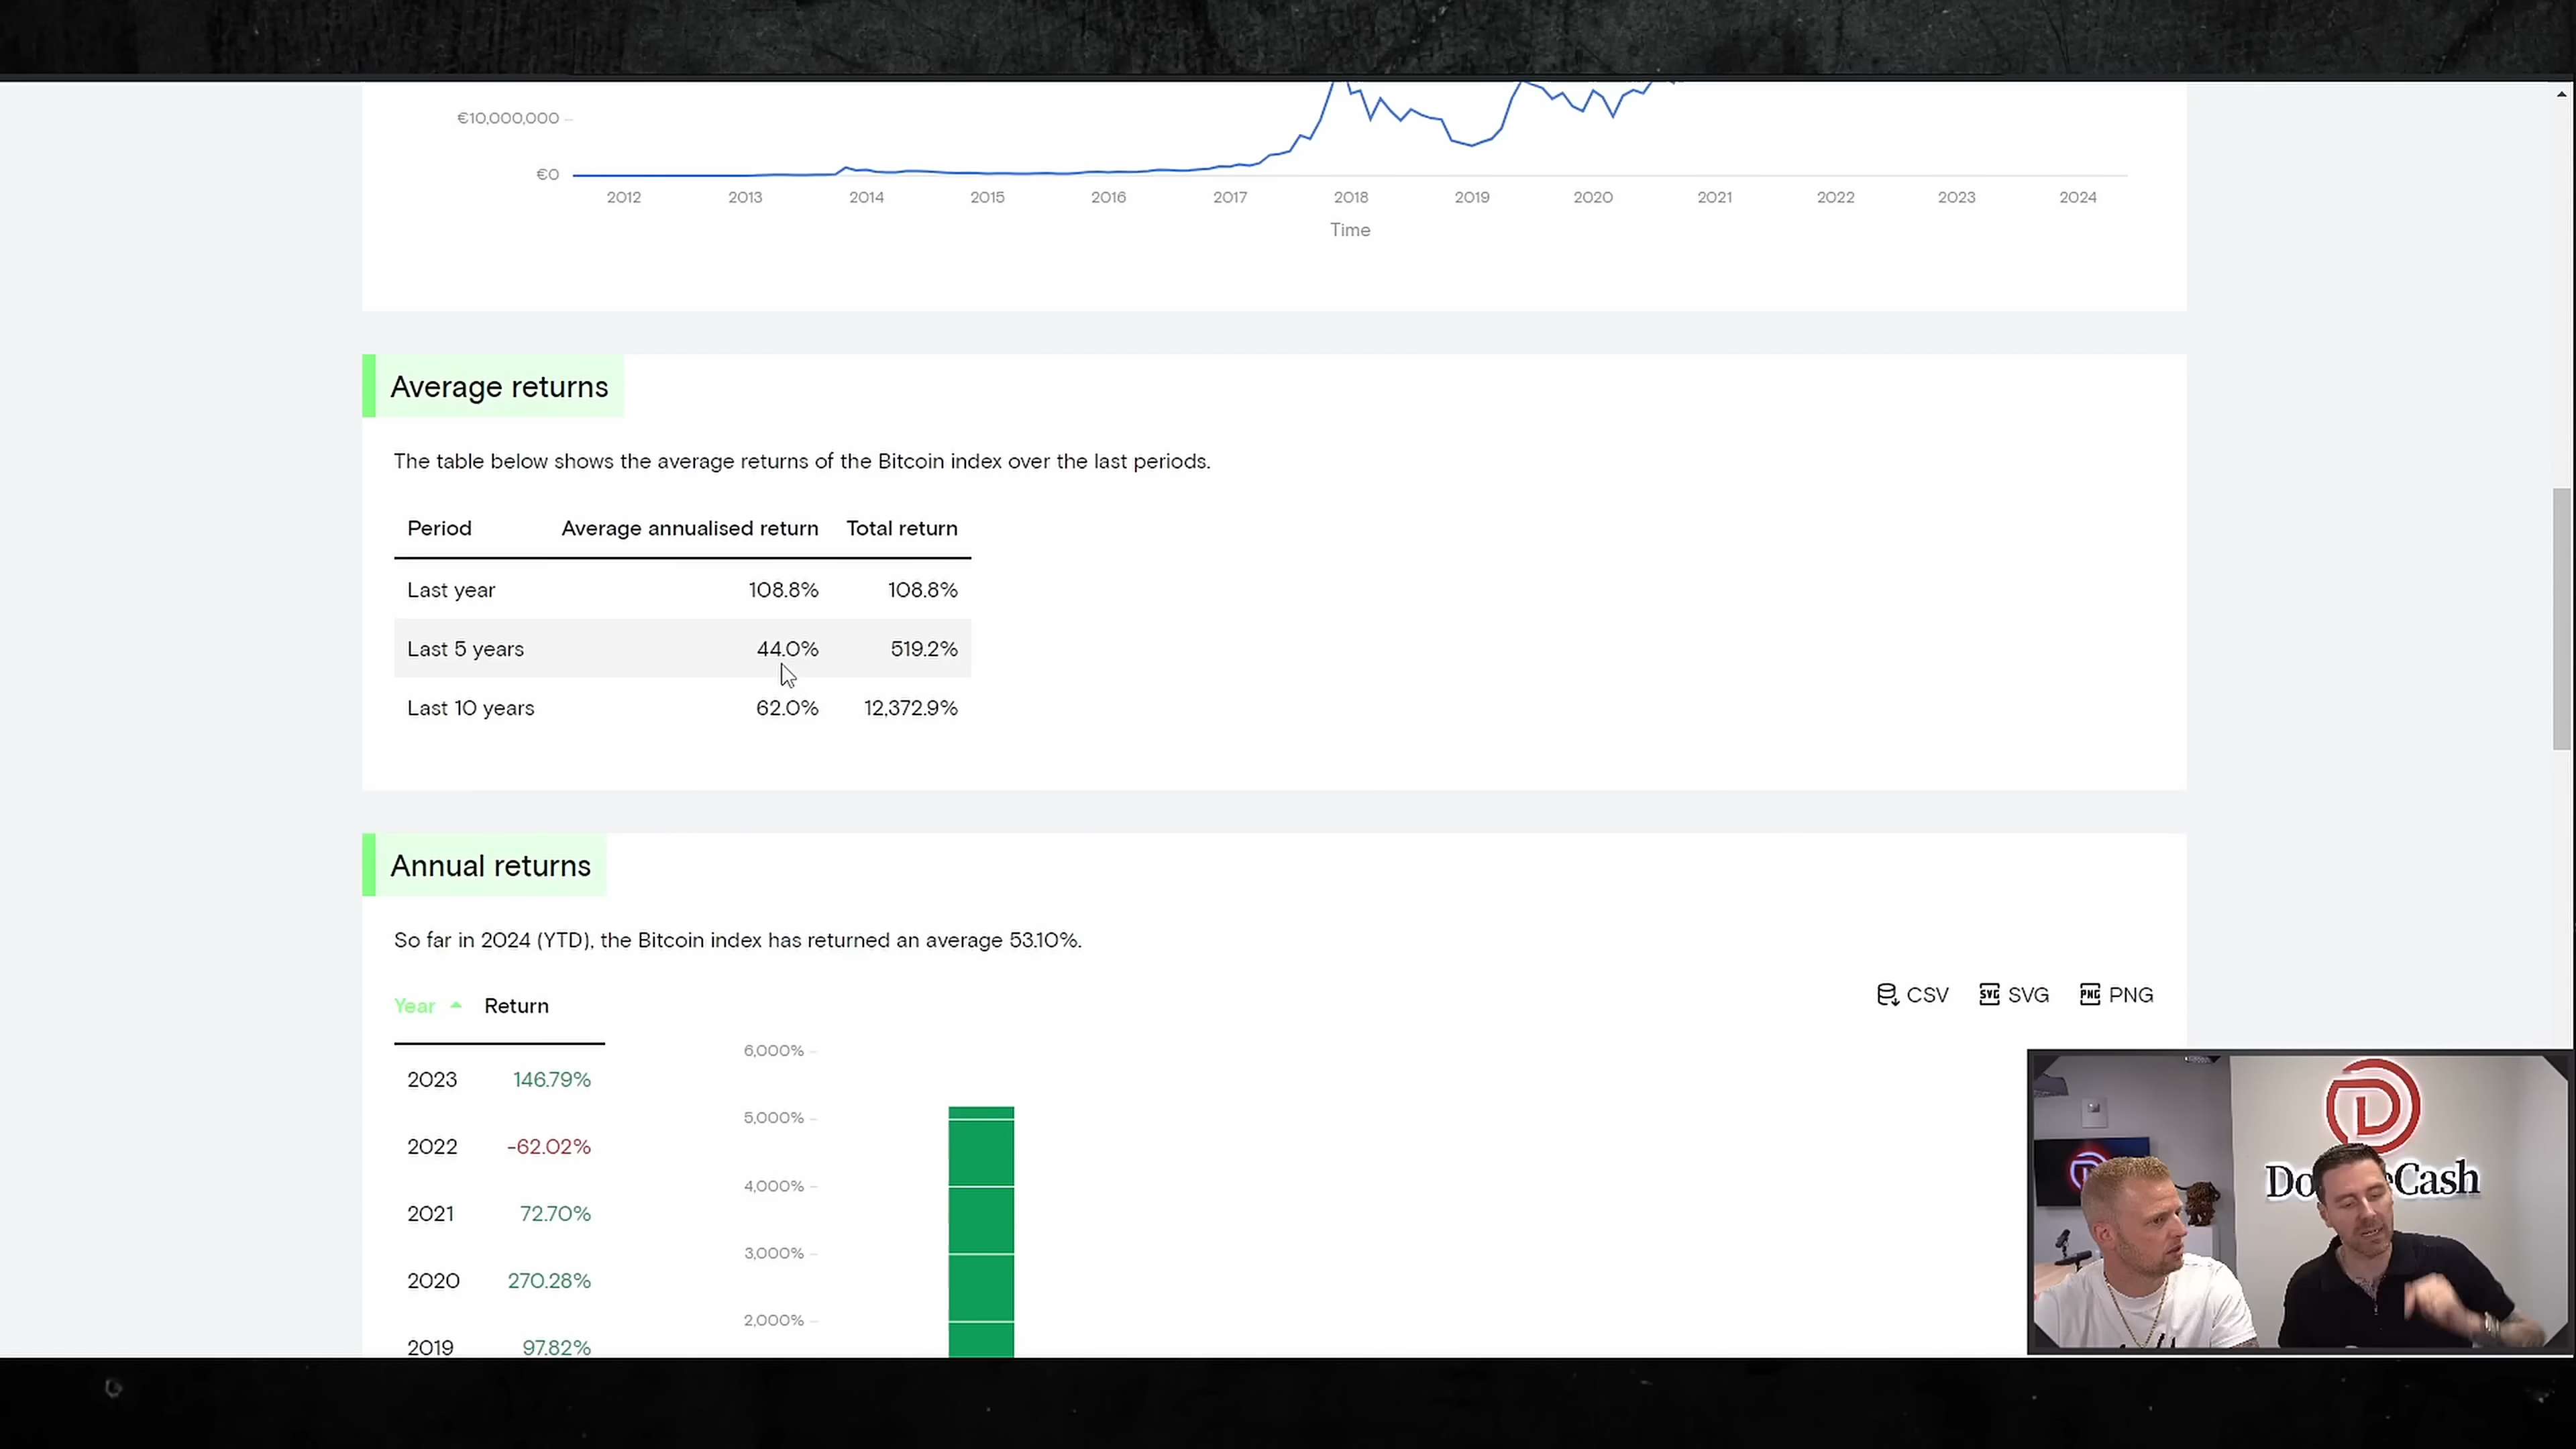 €10,000,000
€0
2012 2013 2014 2015 2016 2017 2018 2019 2020 2021 2022 2023 2024
Time
Average returns
The table below shows the average returns of the Bitcoin index over the last periods.
Period Average annualised return Total return
Last year 108.8% 108.8%
Last 5 years 44.0% 519.2%
Last 10 years 62.0% 12,372.9%
Annual returns
So far in 2024 (YTD), the Bitcoin index has returned an average 53.10%.
CSV SVG SVG PNG PNG
Year Return
2023 146.79%
2022 -62.02%
2021 72.70%
2020 270.28%
2019 97.82%
6,000%
5,000%
4,000%
3,000%
2,000%
D
Cash